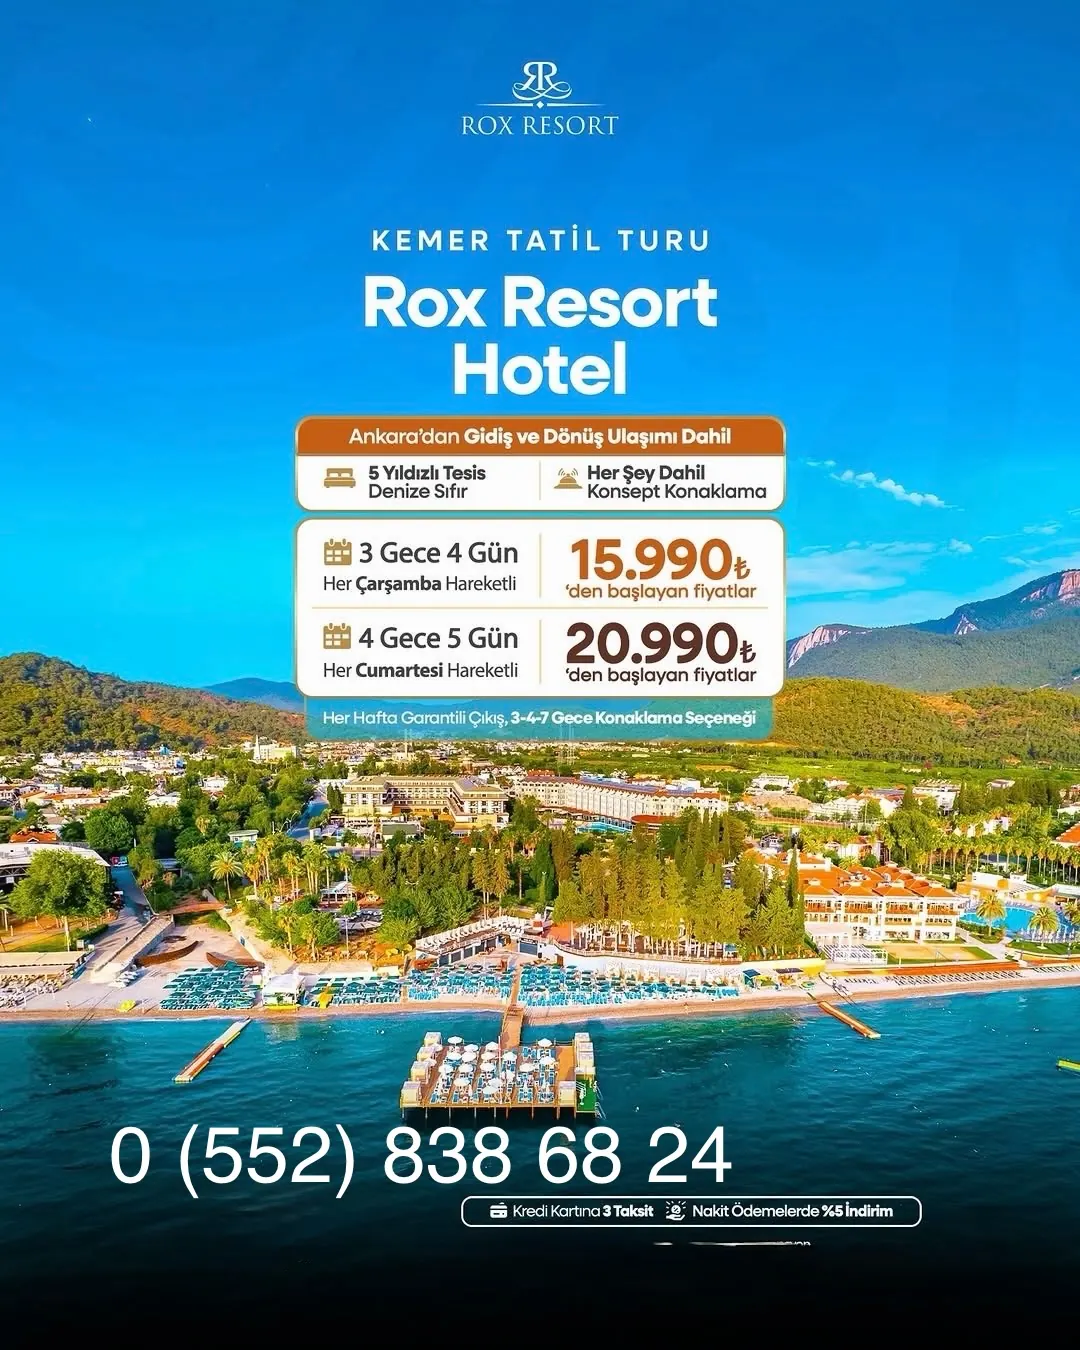 RR
ROX RESORT
KEMER TATİL TURU
Rox Resort
Hotel
Ankara'dan Gidiş ve Dönüş Ulaşımı Dahil
5 Yıldızlı Tesis
Denize Sıfır
Her Şey Dahil
Konsept Konaklama
3 Gece 4 Gün
Her Çarşamba Hareketli
15.990₺
'den başlayan fiyatlar
4 Gece 5 Gün
Her Cumartesi Hareketli
20.990₺
'den başlayan fiyatlar
Her Hafta Garantili Çıkış, 3-4-7 Gece Konaklama Seçeneği
0 (552) 838 68 24
Kredi Kartına 3 Taksit
Nakit Ödemelerde %5 İndirim